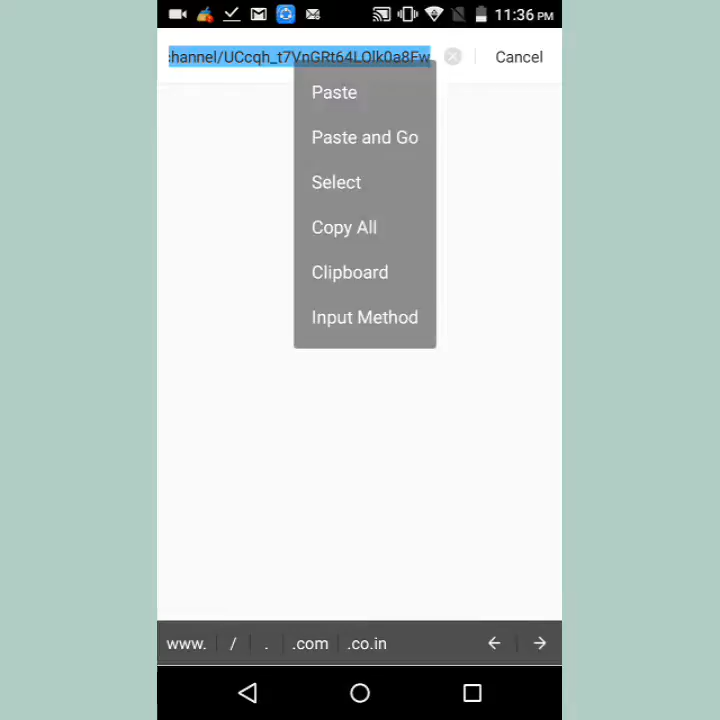 11:36 PM
:hannel/UCcqh_t7VnGRt64LOlk0a8Fw
Cancel
Paste
Paste and Go
Select
Copy All
Clipboard
Input Method
www. / . .com .co.in